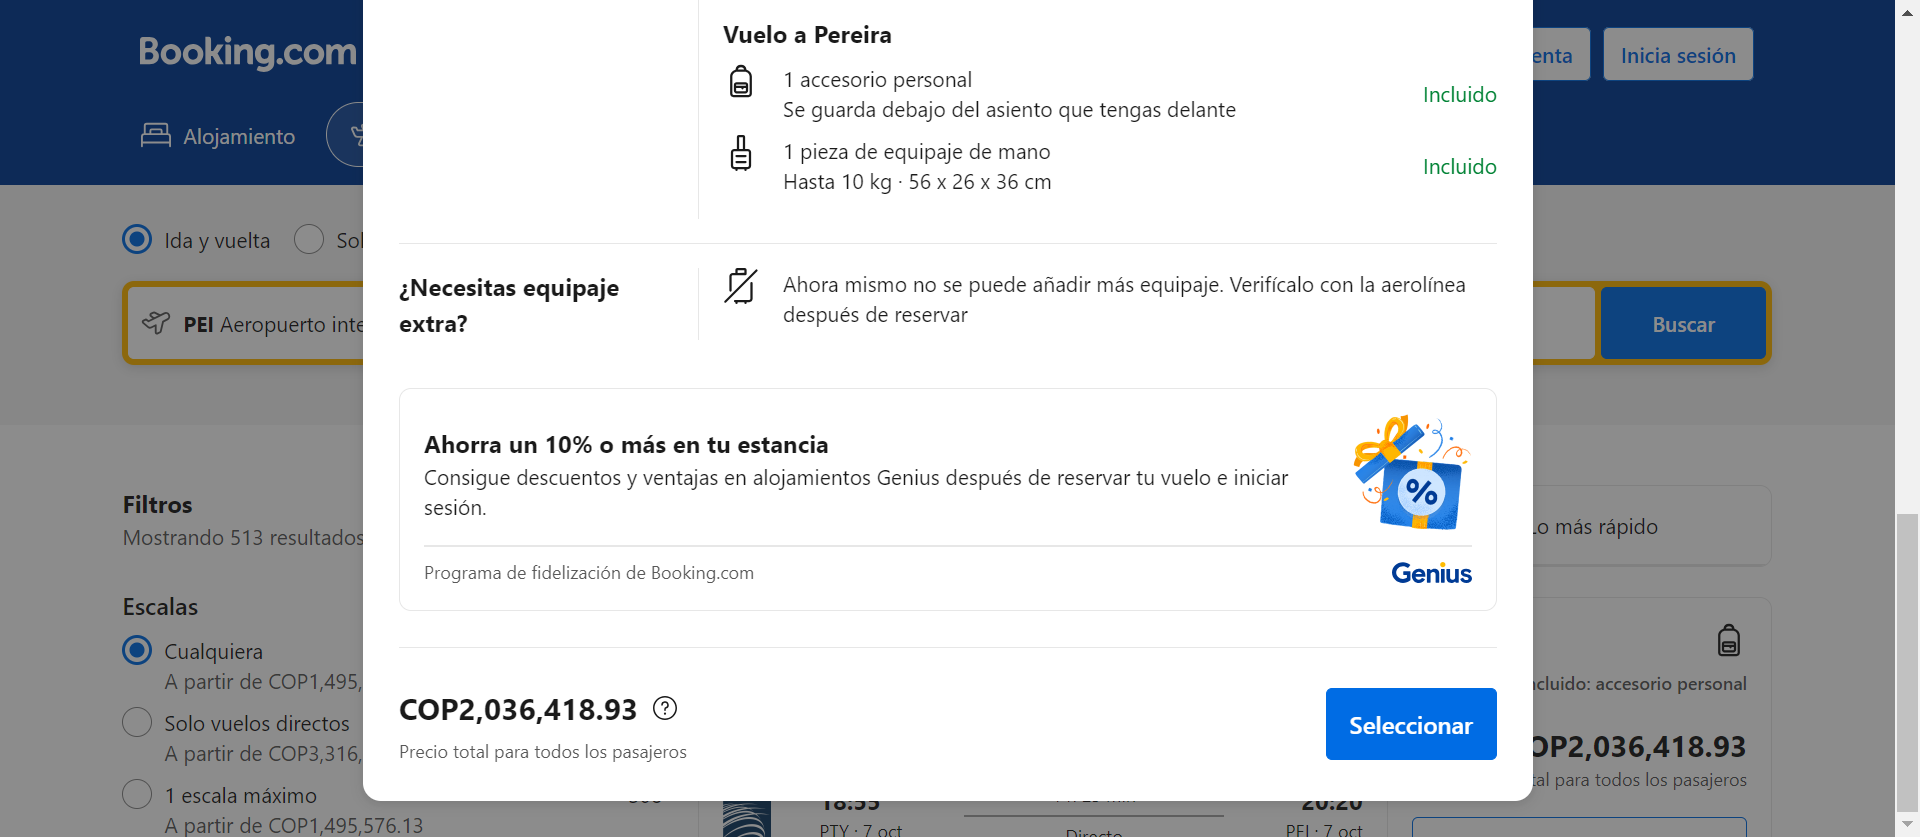 Booking.com
enta
Inicia sesión
Alojamiento
Vuelo a Pereira
1 accesorio personal
Se guarda debajo del asiento que tengas delante
Incluido
1 pieza de equipaje de mano
Hasta 10 kg · 56 x 26 x 36 cm
Incluido
Ida y vuelta
Sol
PEI Aeropuerto inte
Buscar
¿Necesitas equipaje
extra?
Ahora mismo no se puede añadir más equipaje. Verifícalo con la aerolínea
después de reservar
Ahorra un 10% o más en tu estancia
Consigue descuentos y ventajas en alojamientos Genius después de reservar tu vuelo e iniciar
sesión.
%
Programa de fidelización de Booking.com
Genius
COP2,036,418.93 ?
Precio total para todos los pasajeros
Seleccionar
Filtros
Mostrando 513 resultados
Escalas
Cualquiera
A partir de COP1,495,
Solo vuelos directos
A partir de COP3,316,
1 escala máximo
A partir de COP1,495,576.13
Lo más rápido
ncluido: accesorio personal
OP2,036,418.93
tal para todos los pasajeros
18:55
PTY · 7 oct
Directo
20:20
PEI · 7 oct